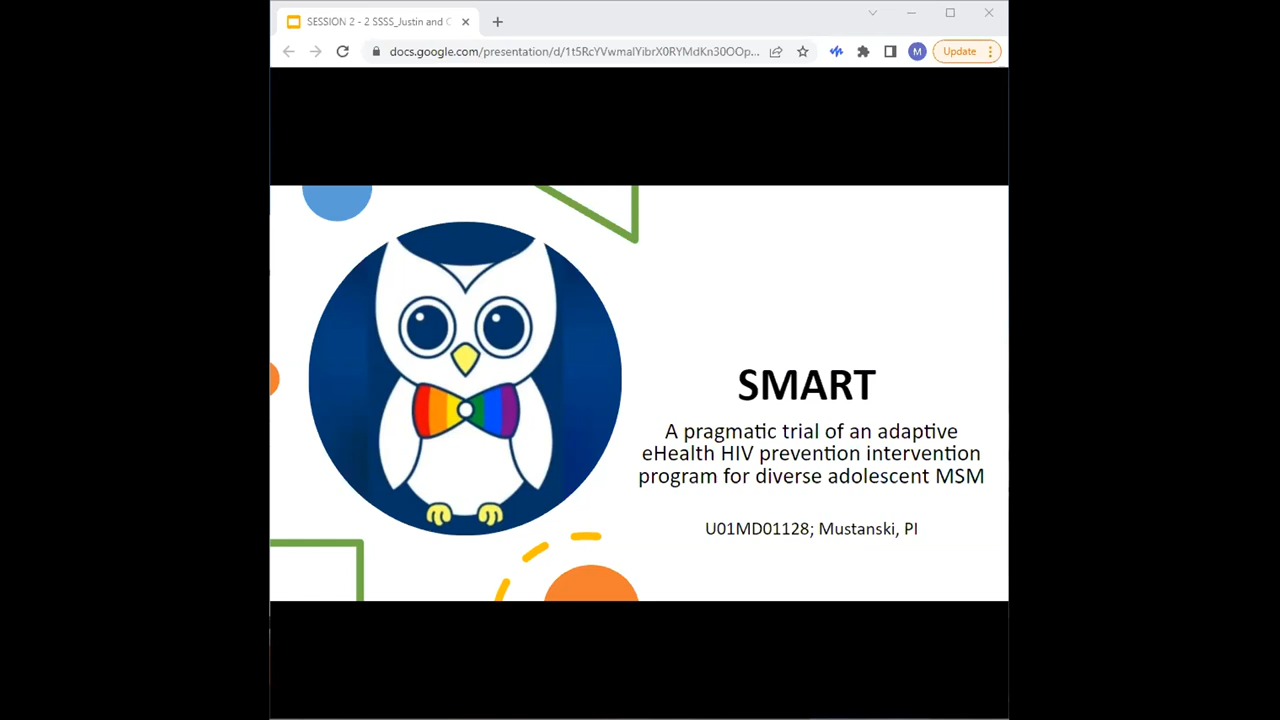 SESSION 2 - 2 SSSS_Justin and
docs.google.com/presentation/d/1t5RcYVwmalYibrX0RYMdKn30OOp...
M
Update
SMART
A pragmatic trial of an adaptive
eHealth HIV prevention intervention
program for diverse adolescent MSM
U01MD01128; Mustanski, PI